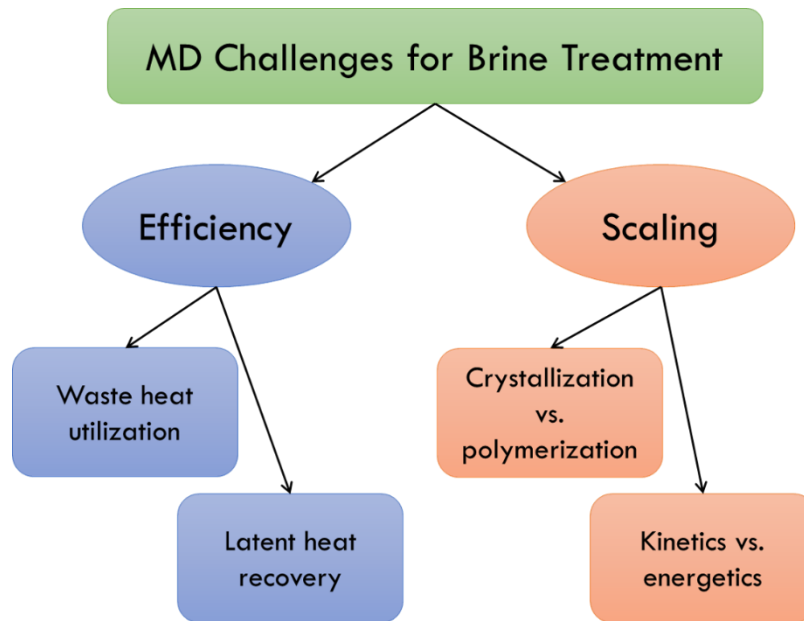 MD Challenges for Brine Treatment
Efficiency
Scaling
Waste heat
utilization
Crystallization
vs.
polymerization
Latent heat
recovery
Kinetics vs.
energetics